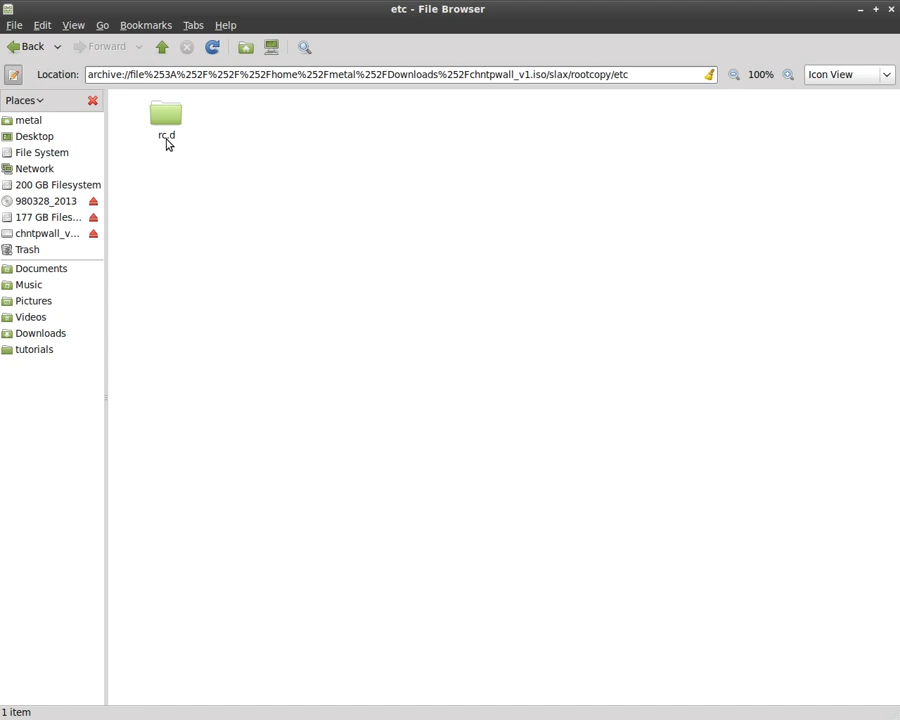 etc - File Browser
File Edit View Go Bookmarks Tabs Help
Back Forward
Location: archive://file%253A%252F%252F%252Fhome%252Fmetal%252FDownloads%252Fchntpwall_v1.iso/slax/rootcopy/etc 100% Icon View
Places
metal
Desktop
File System
Network
200 GB Filesystem
980328_2013
177 GB Files...
chntpwall_v...
Trash
Documents
Music
Pictures
Videos
Downloads
tutorials
rc.d
1 item